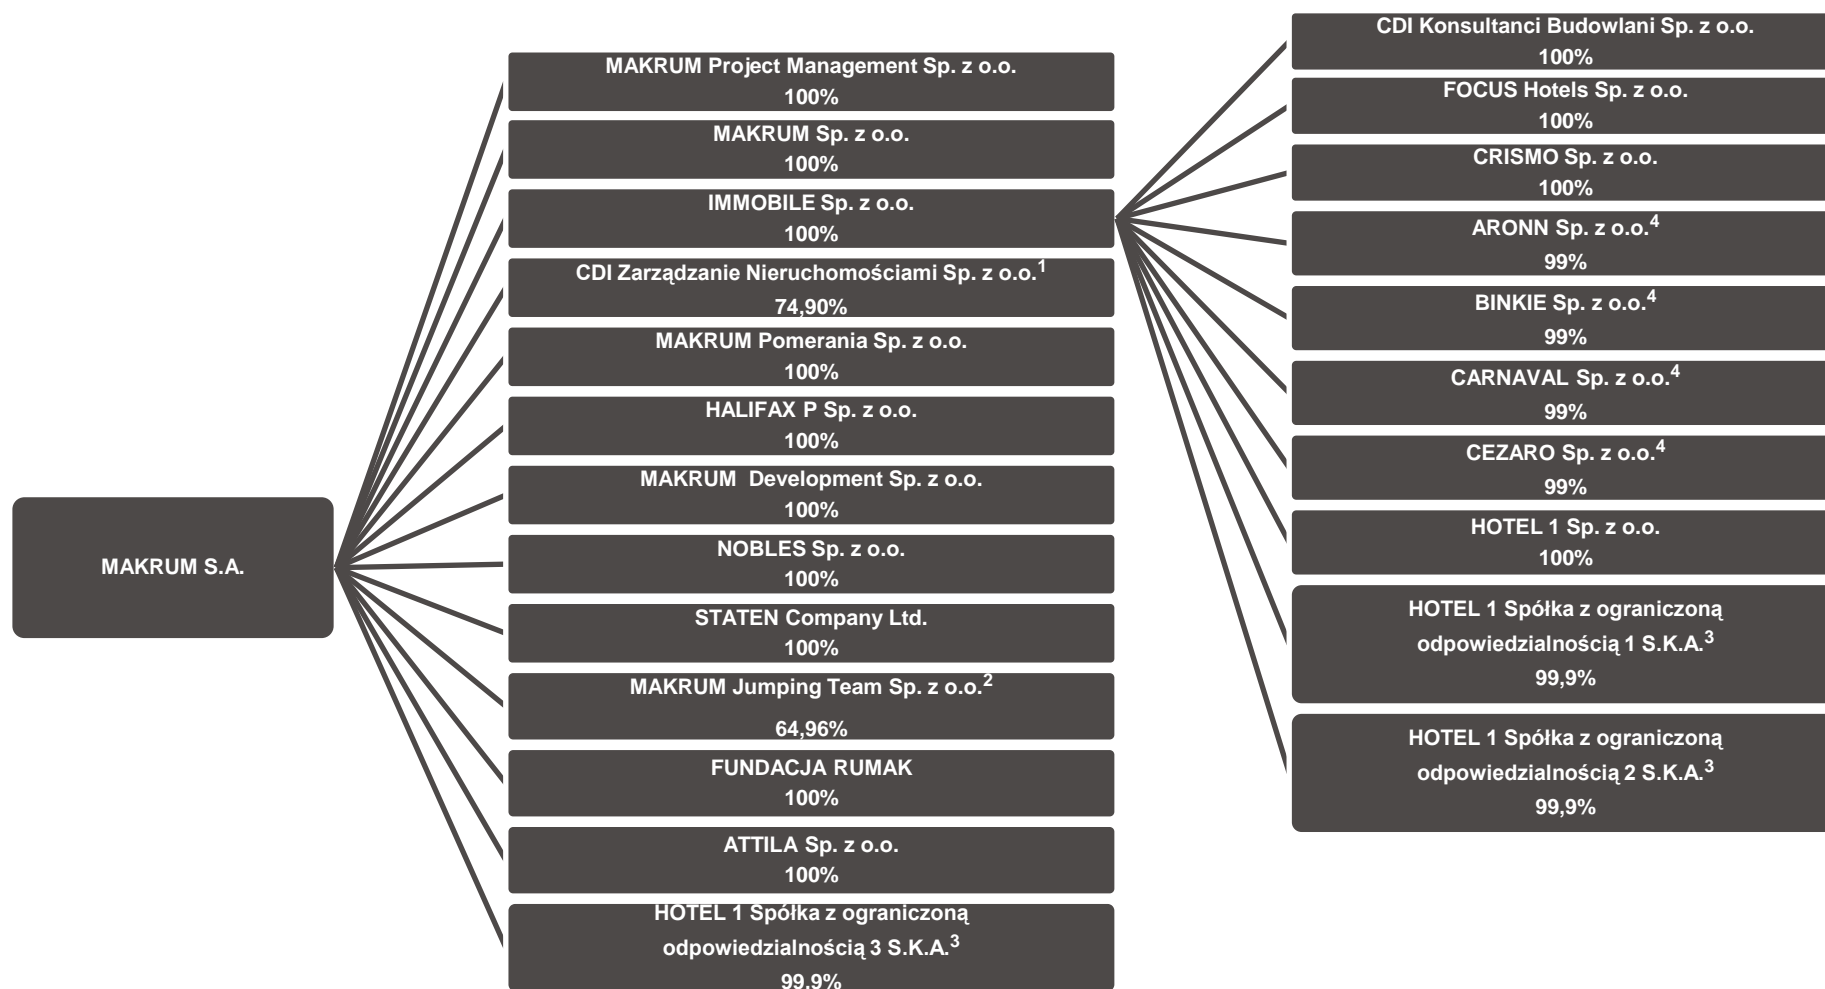 MAKRUM S.A.
MAKRUM Project Management Sp. z o.o.
100%
MAKRUM Sp. z o.o.
100%
IMMOBILE Sp. z o.o.
100%
CDI Zarządzanie Nieruchomościami Sp. z o.o.¹
74,90%
MAKRUM Pomerania Sp. z o.o.
100%
HALIFAX P Sp. z o.o.
100%
MAKRUM  Development Sp. z o.o.
100%
NOBLES Sp. z o.o.
100%
STATEN Company Ltd.
100%
MAKRUM Jumping Team Sp. z o.o.²
64,96%
FUNDACJA RUMAK
100%
ATTILA Sp. z o.o.
100%
HOTEL 1 Spółka z ograniczoną
odpowiedzialnością 3 S.K.A.³
99,9%
CDI Konsultanci Budowlani Sp. z o.o.
100%
FOCUS Hotels Sp. z o.o.
100%
CRISMO Sp. z o.o.
100%
ARONN Sp. z o.o.⁴
99%
BINKIE Sp. z o.o.⁴
99%
CARNAVAL Sp. z o.o.⁴
99%
CEZARO Sp. z o.o.⁴
99%
HOTEL 1 Sp. z o.o.
100%
HOTEL 1 Spółka z ograniczoną
odpowiedzialnością 1 S.K.A.³
99,9%
HOTEL 1 Spółka z ograniczoną
odpowiedzialnością 2 S.K.A.³
99,9%